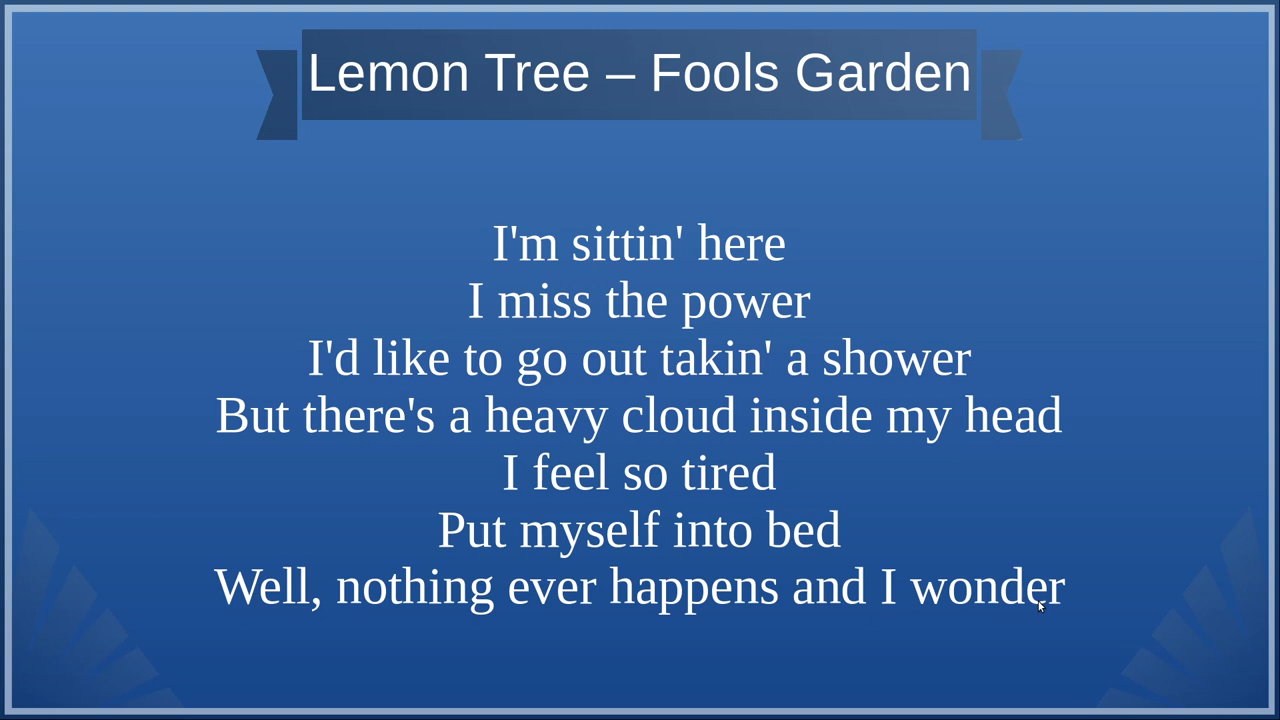 Lemon Tree – Fools Garden
I'm sittin' here
I miss the power
I'd like to go out takin' a shower
But there's a heavy cloud inside my head
I feel so tired
Put myself into bed
Well, nothing ever happens and I wonder